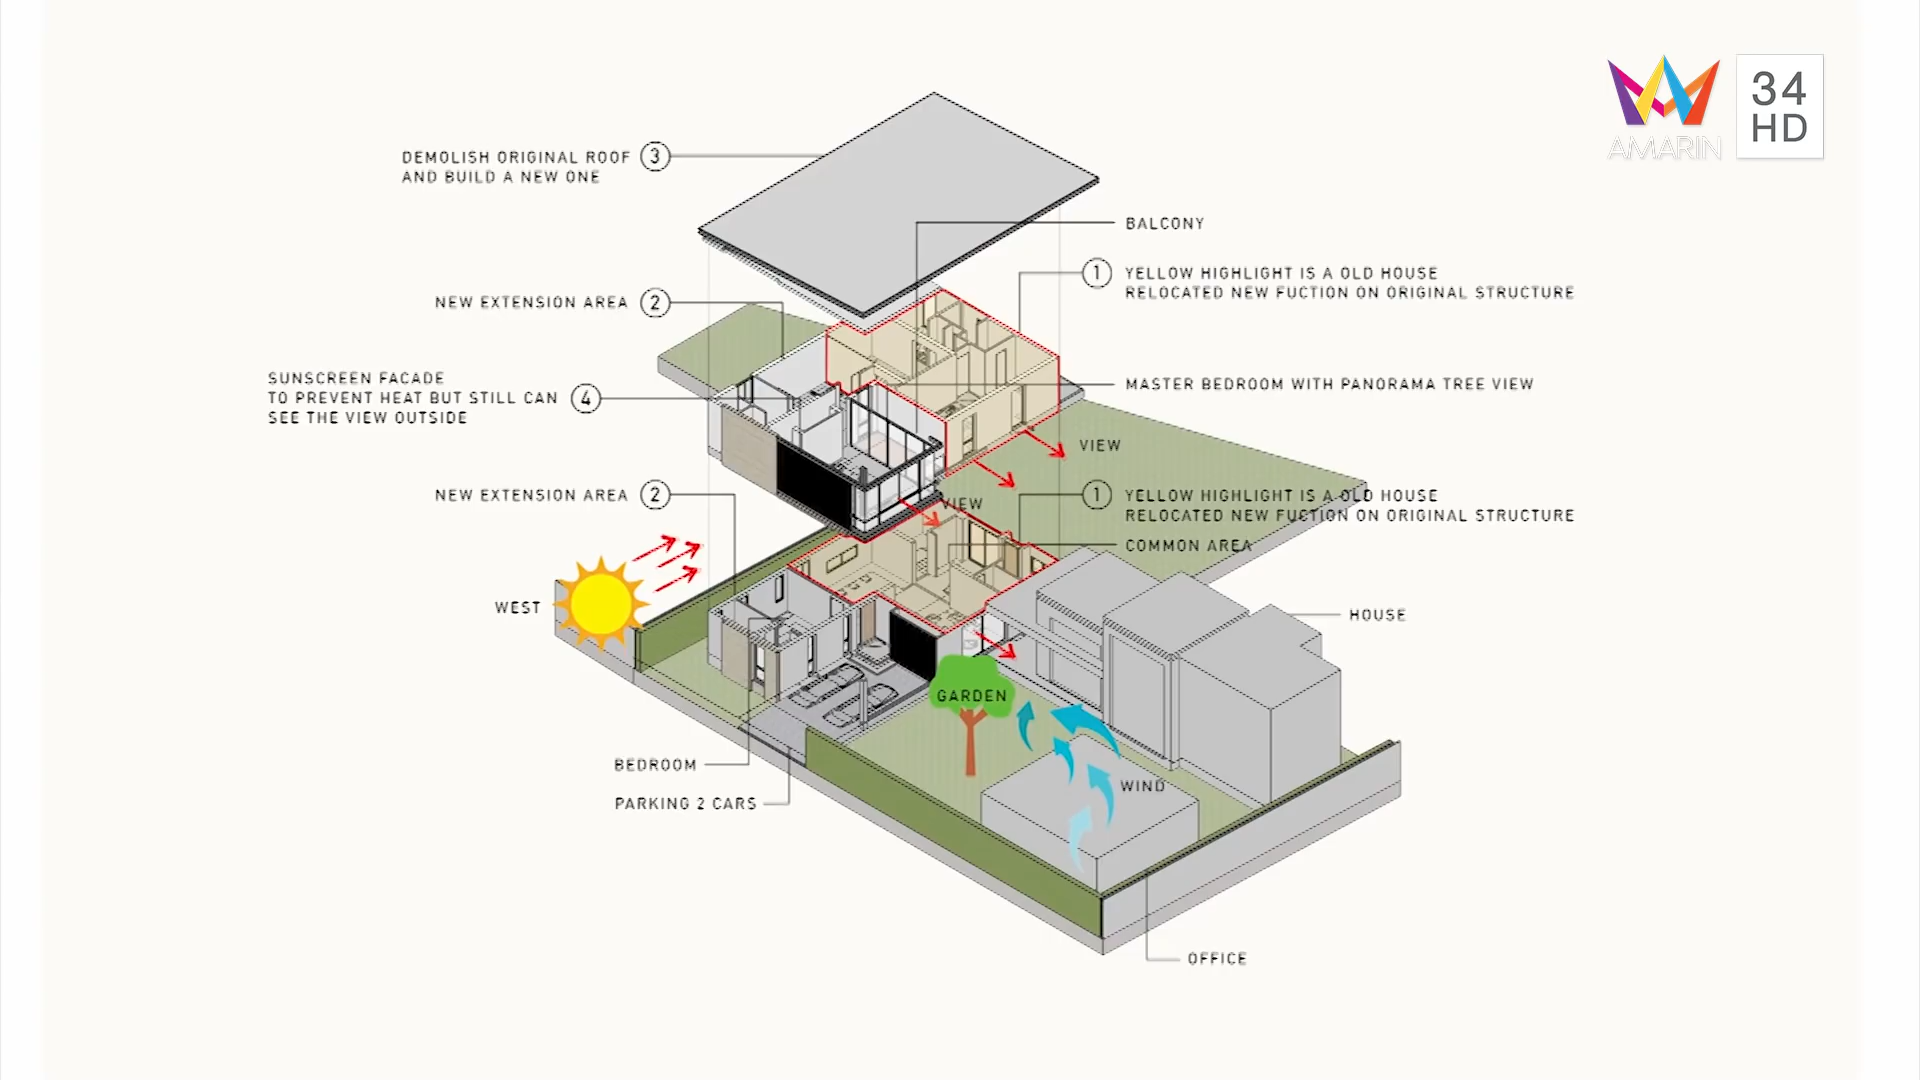 AMARIN
34
HD
DEMOLISH ORIGINAL ROOF 3
AND BUILD A NEW ONE
BALCONY
1 YELLOW HIGHLIGHT IS A OLD HOUSE
RELOCATED NEW FUCTION ON ORIGINAL STRUCTURE
NEW EXTENSION AREA 2
SUNSCREEN FACADE
TO PREVENT HEAT BUT STILL CAN 4
SEE THE VIEW OUTSIDE
MASTER BEDROOM WITH PANORAMA TREE VIEW
VIEW
NEW EXTENSION AREA 2
VIEW
1 YELLOW HIGHLIGHT IS A OLD HOUSE
RELOCATED NEW FUCTION ON ORIGINAL STRUCTURE
COMMON AREA
WEST
HOUSE
GARDEN
BEDROOM
WIND
PARKING 2 CARS
OFFICE